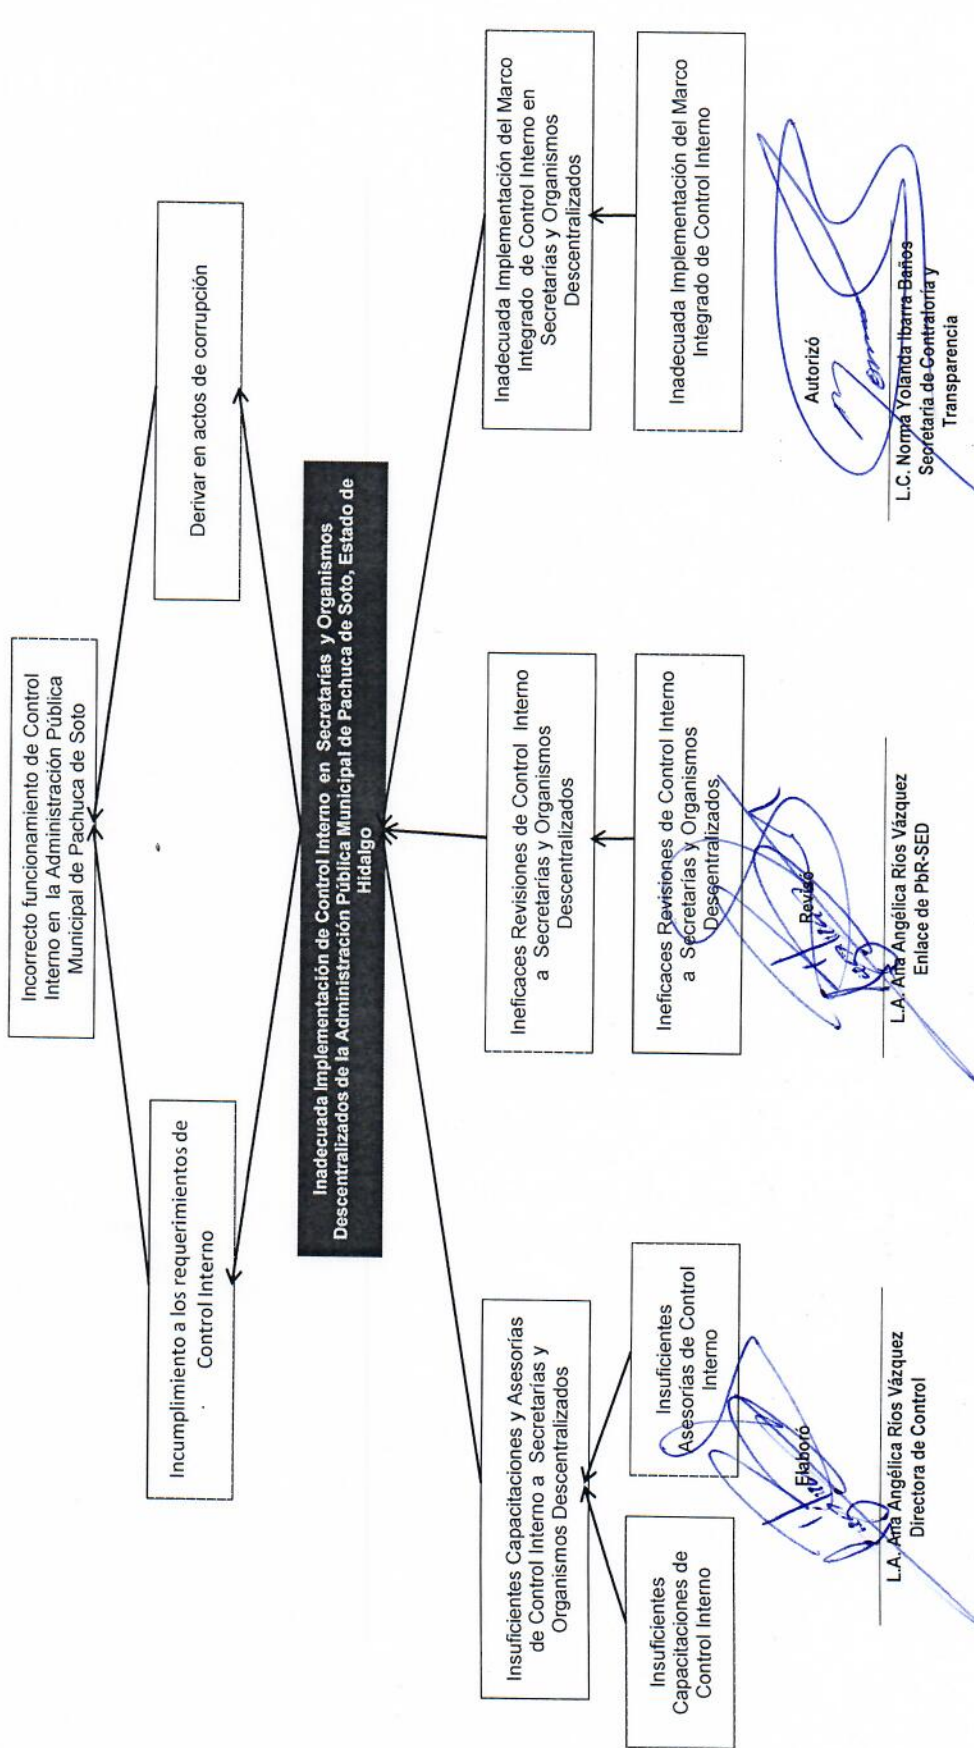 Incorrecto funcionamiento de Control
Interno en la Administración Pública
Municipal de Pachuca de Soto
Incumplimiento a los requerimientos de
Control Interno
Derivar en actos de corrupción
Inadecuada Implementación de Control Interno en Secretarías y Organismos
Descentralizados de la Administración Pública Municipal de Pachuca de Soto, Estado de
Hidalgo
Insuficientes Capacitaciones y Asesorías
de Control Interno a Secretarías y
Organismos Descentralizados
Ineficaces Revisiones de Control Interno
a Secretarías y Organismos
Descentralizados
Inadecuada Implementación del Marco
Integrado de Control Interno en
Secretarías y Organismos
Descentralizados
Insuficientes
Capacitaciones de
Control Interno
Insuficientes
Asesorías de Control
Interno
Ineficaces Revisiones de Control Interno
a Secretarías y Organismos
Descentralizados
Inadecuada Implementación del Marco
Integrado de Control Interno
Elaboró
L.A. Ana Angélica Ríos Vázquez
Directora de Control
Revisó
L.A. Ana Angélica Ríos Vázquez
Enlace de PbR-SED
Autorizó
L.C. Norma Yolanda Ibarra Baños
Secretaria de Contraloría y
Transparencia